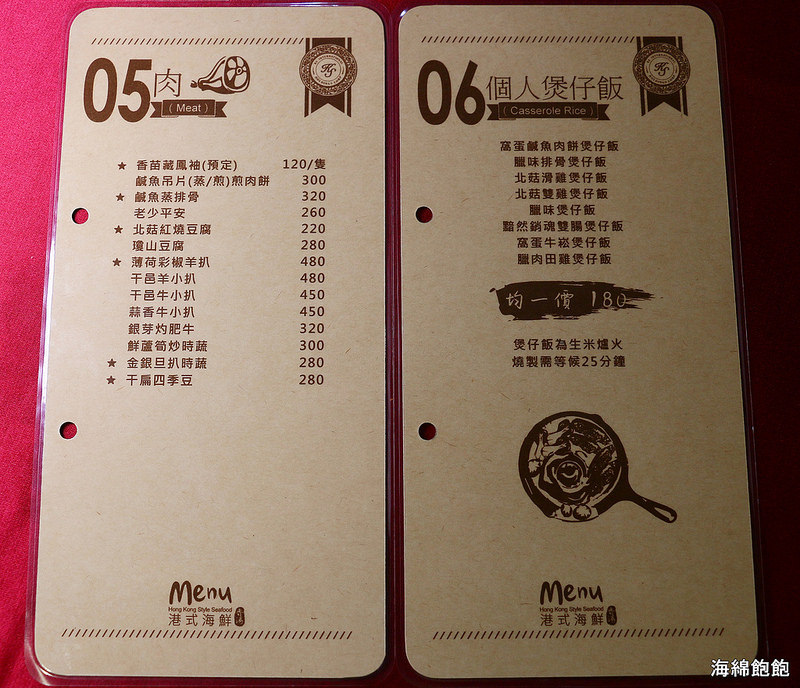 05 肉
(Meat)
★ 香苗藏鳳袖(預定) 120/隻
鹹魚吊片(蒸/煎)煎肉餅 300
★ 鹹魚蒸排骨 320
老少平安 260
★ 北菇紅燒豆腐 220
瓊山豆腐 280
★ 薄荷彩椒羊扒 480
干邑羊小扒 480
干邑牛小扒 450
蒜香牛小扒 450
銀芽灼肥牛 320
鮮蘆筍炒時蔬 300
★ 金銀旦扒時蔬 280
★ 干扁四季豆 280
Menu
Hong Kong Style Seafood
港式海鮮
06 個人煲仔飯
(Casserole Rice)
窩蛋鹹魚肉餅煲仔飯
臘味排骨煲仔飯
北菇滑雞煲仔飯
北菇雙雞煲仔飯
臘味煲仔飯
黯然銷魂雙腸煲仔飯
窩蛋牛崧煲仔飯
臘肉田雞煲仔飯
均一價 180
煲仔飯為生米爐火
燒製需等候25分鐘
Menu
Hong Kong Style Seafood
港式海鮮
海綿飽飽